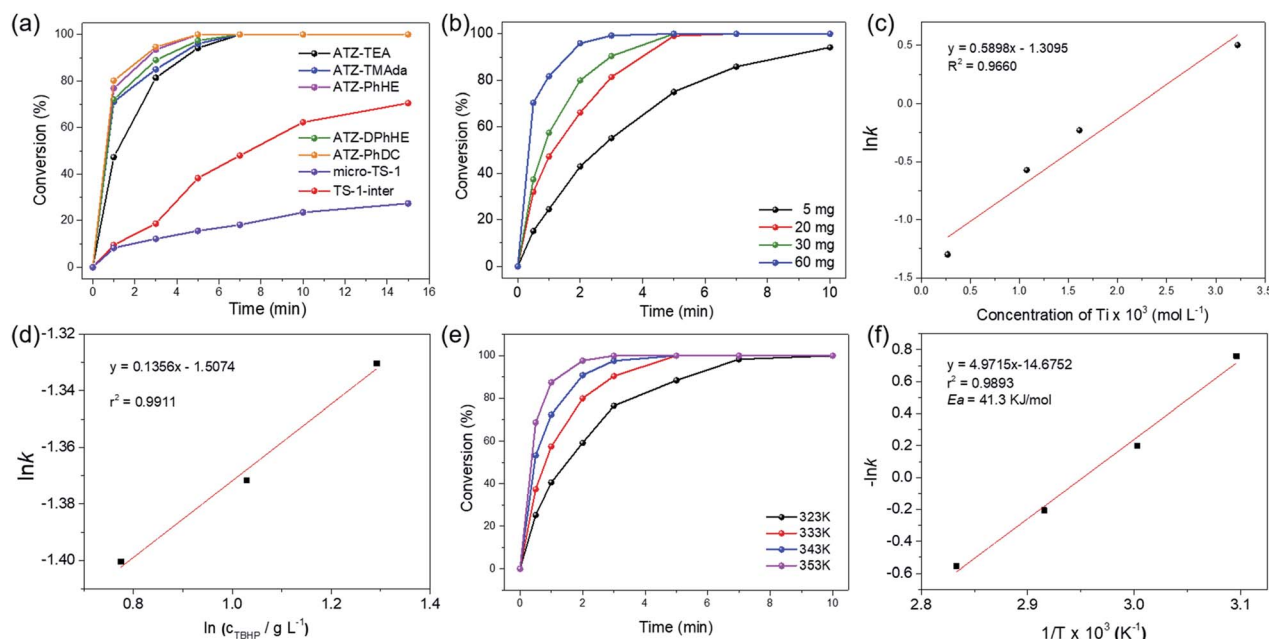 (a)
100
80
60
40
20
0
Conversion (%)
0 2 4 6 8 10 12 14 16
Time (min)
ATZ-TEA
ATZ-TMAda
ATZ-PhHE
ATZ-DPhHE
ATZ-PhDC
micro-TS-1
TS-1-inter
(b)
100
80
60
40
20
0
Conversion (%)
0 2 4 6 8 10
Time (min)
5 mg
20 mg
30 mg
60 mg
(c)
y = 0.5898x - 1.3095
R² = 0.9660
0.5
0.0
-0.5
-1.0
-1.5
lnk
0.0 0.5 1.0 1.5 2.0 2.5 3.0 3.5
Concentration of Ti x 10³ (mol L⁻¹)
(d)
-1.32
-1.34
-1.36
-1.38
-1.40
lnk
y = 0.1356x - 1.5074
r² = 0.9911
0.8 1.0 1.2 1.4
ln (c_TBHP / g L⁻¹)
(e)
100
80
60
40
20
0
Conversion (%)
0 2 4 6 8 10
Time (min)
323K
333K
343K
353K
(f)
0.8
0.6
0.4
0.2
0.0
-0.2
-0.4
-0.6
-lnk
y = 4.9715x-14.6752
r² = 0.9893
Ea = 41.3 KJ/mol
2.8 2.9 3.0 3.1
1/T x 10³ (K⁻¹)